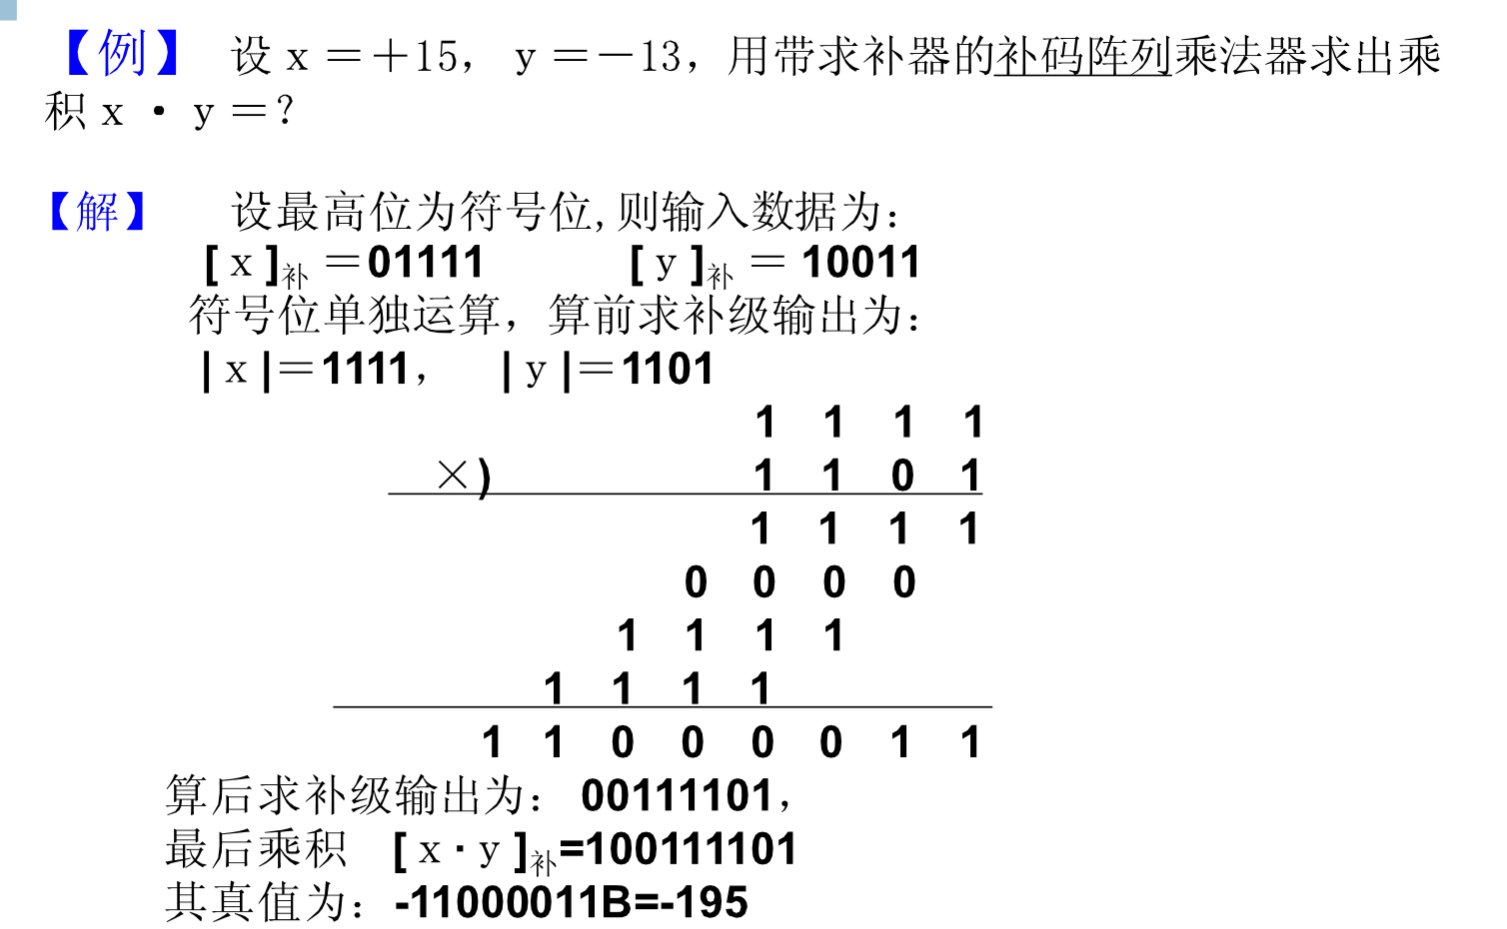 【例】 设x=+15, y=-13，用带求补器的补码阵列乘法器求出乘
积x·y=?
【解】 设最高位为符号位,则输入数据为:
[x]补=01111 [y]补=10011
符号位单独运算，算前求补级输出为:
|x|=1111, |y|=1101
1 1 1 1
×) 1 1 0 1
1 1 1 1
0 0 0 0
1 1 1 1
1 1 1 1
1 1 0 0 0 0 1 1
算后求补级输出为: 00111101,
最后乘积 [x·y]补=100111101
其真值为: -11000011B=-195